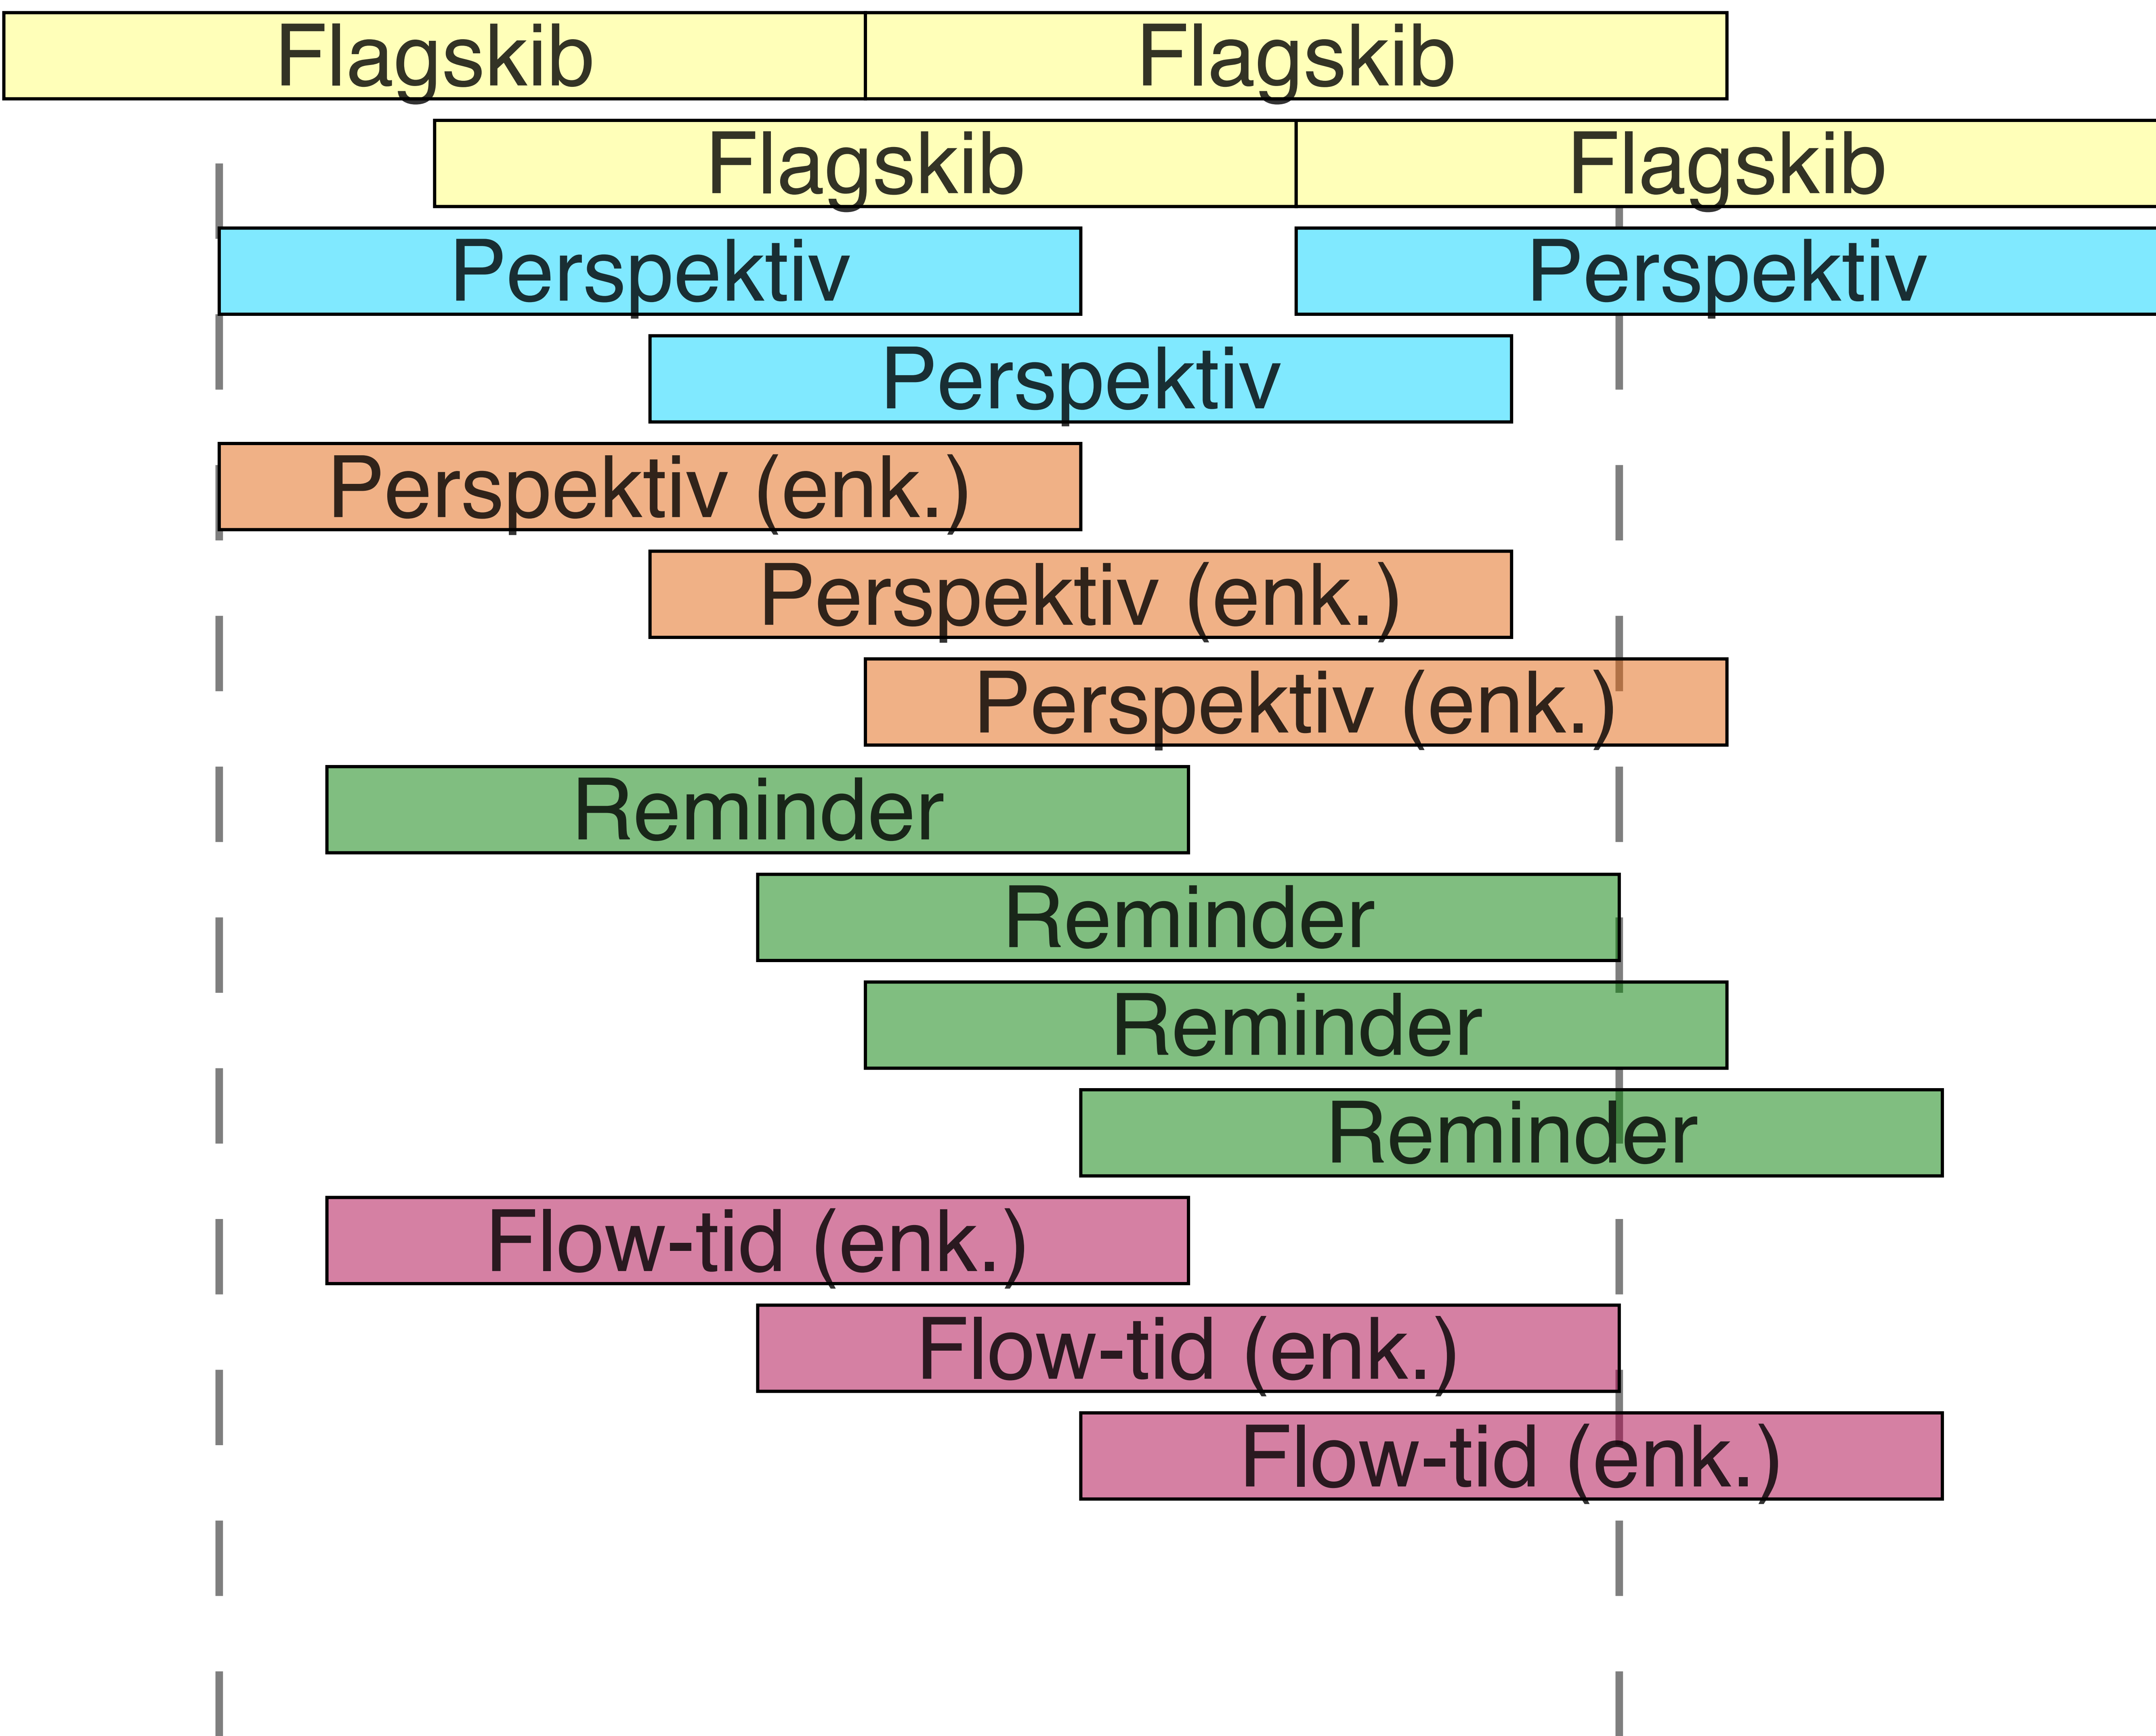 Flagskib Flagskib
Flagskib Flagskib
Perspektiv Perspektiv
Perspektiv
Perspektiv (enk.)
Perspektiv (enk.)
Perspektiv (enk.)
Reminder
Reminder
Reminder
Reminder
Flow-tid (enk.)
Flow-tid (enk.)
Flow-tid (enk.)